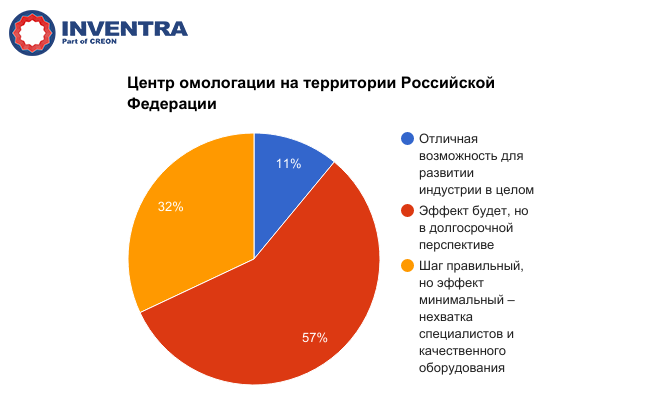 INVENTRA
Part of CREON
Центр омологации на территории Российской
Федерации
11%
32%
57%
Отличная
возможность для
развитии
индустрии в целом
Эффект будет, но
в долгосрочной
перспективе
Шаг правильный,
но эффект
минимальный –
нехватка
специалистов и
качественного
оборудования